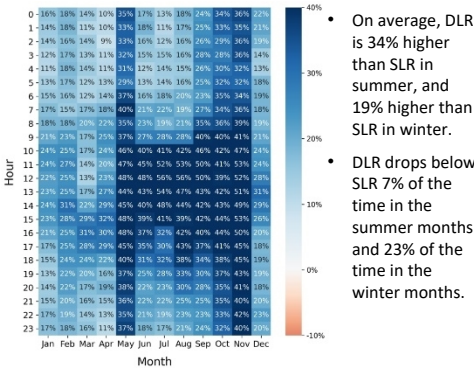 0 16% 18% 14% 10% 35% 17% 13% 18% 24% 34% 36% 22%
1 14% 18% 11% 10% 33% 18% 11% 17% 28% 33% 35% 21%
2 14% 16% 14% 9% 33% 16% 12% 16% 26% 29% 36% 19%
3 12% 17% 13% 11% 32% 15% 15% 16% 28% 28% 36% 14%
4 11% 18% 14% 11% 31% 12% 14% 15% 26% 30% 32% 13%
5 13% 17% 12% 13% 29% 13% 14% 16% 25% 32% 32% 18%
6 15% 16% 12% 14% 37% 16% 18% 20% 23% 35% 34% 19%
7 17% 15% 17% 18% 40% 21% 22% 19% 27% 34% 36% 18%
8 18% 18% 20% 22% 35% 23% 19% 21% 35% 36% 39% 19%
9 21% 23% 17% 25% 37% 27% 28% 28% 40% 40% 41% 21%
10 24% 25% 17% 24% 46% 40% 41% 42% 46% 42% 47% 24%
11 24% 27% 14% 20% 47% 45% 52% 53% 50% 41% 53% 24%
12 22% 25% 13% 23% 48% 48% 56% 56% 50% 39% 52% 28%
13 23% 25% 17% 27% 44% 43% 54% 47% 43% 42% 51% 31%
14 24% 31% 22% 29% 45% 40% 48% 44% 42% 43% 49% 29%
15 23% 28% 29% 32% 48% 39% 41% 39% 42% 44% 53% 26%
16 21% 25% 31% 30% 48% 37% 32% 42% 40% 44% 50% 20%
17 17% 25% 28% 29% 45% 35% 30% 43% 37% 41% 45% 18%
18 15% 24% 24% 22% 40% 31% 32% 38% 34% 38% 45% 19%
19 13% 22% 20% 16% 37% 25% 28% 33% 30% 37% 43% 19%
20 14% 22% 17% 19% 38% 22% 23% 30% 28% 35% 41% 18%
21 15% 20% 16% 15% 36% 22% 22% 25% 25% 35% 40% 20%
22 17% 19% 14% 13% 35% 21% 19% 23% 23% 33% 42% 23%
23 17% 18% 16% 11% 37% 18% 17% 21% 24% 32% 40% 20%
Jan Feb Mar Apr May Jun Jul Aug Sep Oct Nov Dec
Hour
Month
40%
30%
20%
10%
0%
-10%
• On average, DLR
is 34% higher
than SLR in
summer, and
19% higher than
SLR in winter.
• DLR drops below
SLR 7% of the
time in the
summer months
and 23% of the
time in the
winter months.